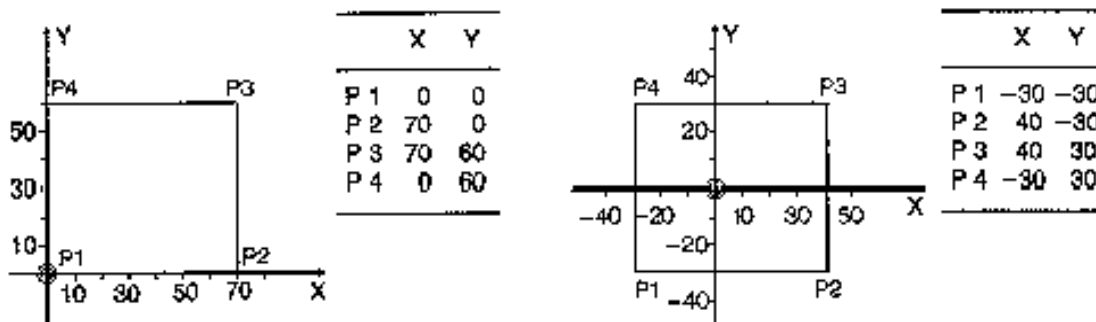 Y
P4 P3
50
30
10
P1 P2
10 30 50 70 X
X Y
P 1 0 0
P 2 70 0
P 3 70 60
P 4 0 60
Y
40
P4 P3
20
-40 -20 10 30 50 X
-20
P1 P2
-40
X Y
P 1 -30 -30
P 2 40 -30
P 3 40 30
P 4 -30 30